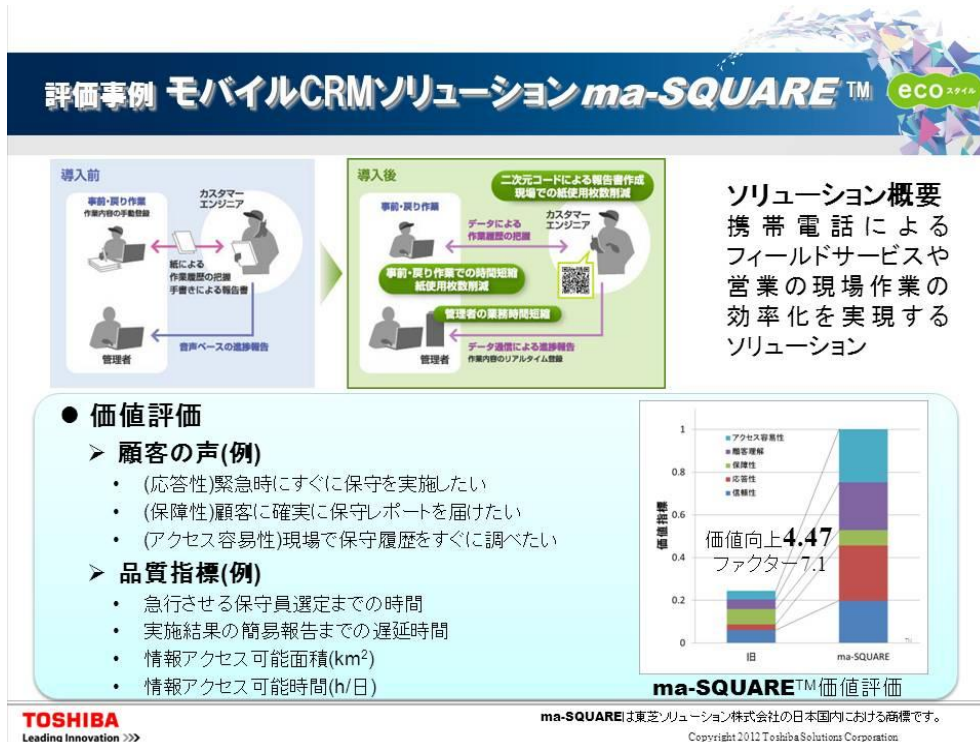 評価事例 モバイルCRMソリューションma-SQUARE™
ecoスタイル
導入前
事前・戻り作業
作業内容の手動登録
カスタマー
エンジニア
紙による
作業履歴の把握
手書きによる報告書
管理者
音声ベースの進捗報告
導入後
二次元コードによる報告書作成
現場での紙使用枚数削減
事前・戻り作業
カスタマー
エンジニア
データによる
作業履歴の把握
事前・戻り作業での時間短縮
紙使用枚数削減
管理者の業務時間短縮
管理者
データ通信による進捗報告
作業内容のリアルタイム登録
ソリューション概要
携帯電話による
フィールドサービスや
営業の現場作業の
効率化を実現する
ソリューション
● 価値評価
➢ 顧客の声(例)
• (応答性)緊急時にすぐに保守を実施したい
• (保障性)顧客に確実に保守レポートを届けたい
• (アクセス容易性)現場で保守履歴をすぐに調べたい
➢ 品質指標(例)
• 急行させる保守員選定までの時間
• 実施結果の簡易報告までの遅延時間
• 情報アクセス可能面積(km²)
• 情報アクセス可能時間(h/日)
価値指標
1
0.8
0.6
0.4
0.2
0
アクセス容易性
顧客理解
保障性
応答性
信頼性
価値向上4.47
ファクター7.1
旧
ma-SQUARE
ma-SQUARE™価値評価
TOSHIBA
Leading Innovation >>>
ma-SQUAREは東芝ソリューション株式会社の日本国内における商標です。
Copyright 2012 Toshiba Solutions Corporation